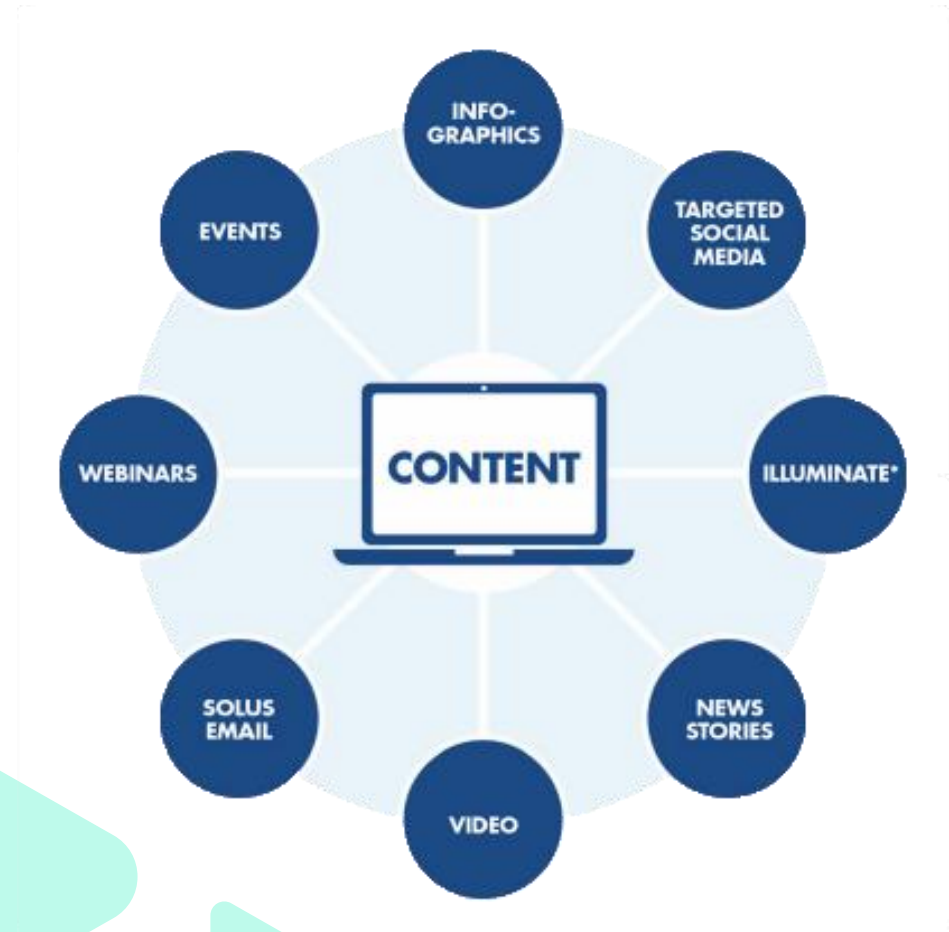 INFO-
GRAPHICS
TARGETED
SOCIAL
MEDIA
ILLUMINATE*
NEWS
STORIES
VIDEO
SOLUS
EMAIL
WEBINARS
EVENTS
CONTENT